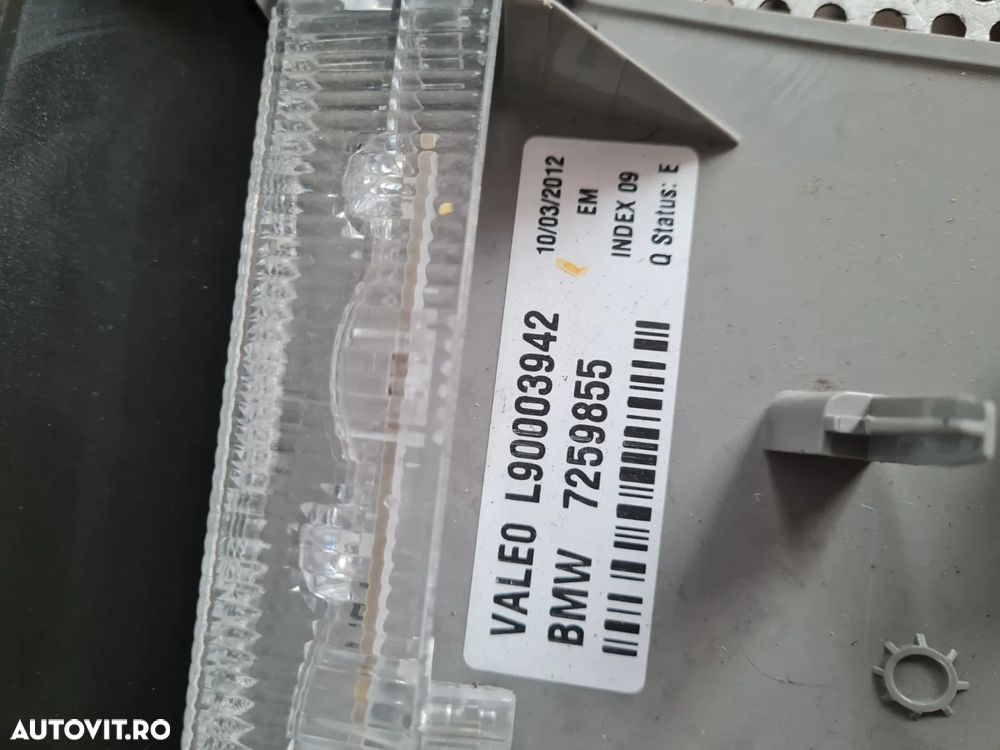 VALEO L90003942
10/03/2012
BMW 7259855
EM
INDEX 09
Q Status: E
AUTOVIT.RO